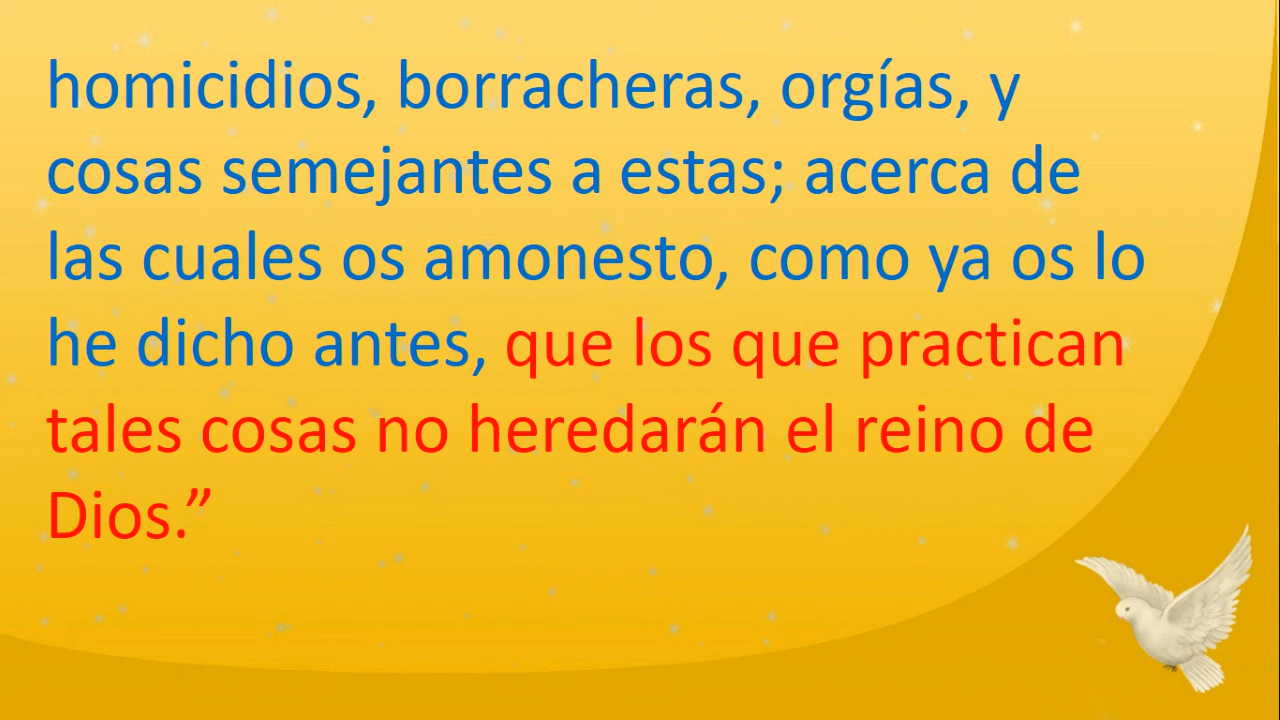 homicidios, borracheras, orgías, y
cosas semejantes a estas; acerca de
las cuales os amonesto, como ya os lo
he dicho antes, que los que practican
tales cosas no heredarán el reino de
Dios.”